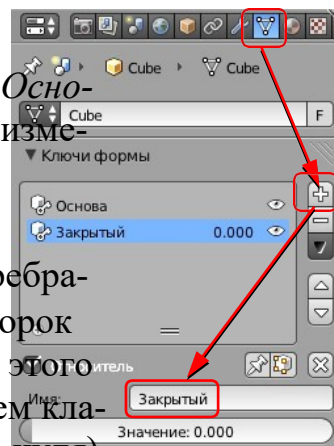 Cube Cube
Осно-
Cube F
изме-
Ключи формы
Основа
Закрытый 0.000
ребра-
орок
этого
Имя: Закрытый
ем кла-
Значение: 0.000